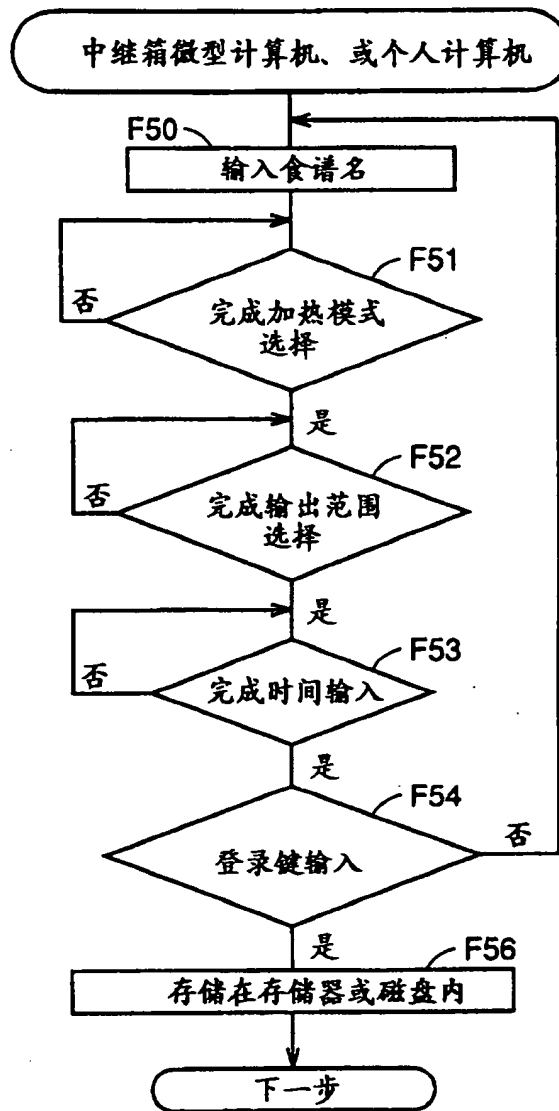 中继箱微型计算机、或个人计算机
F50
输入食谱名
F51
否
完成加热模式
选择
是
F52
否
完成输出范围
选择
是
F53
否
完成时间输入
是
F54
否
登录键输入
是
F56
存储在存储器或磁盘内
下一步